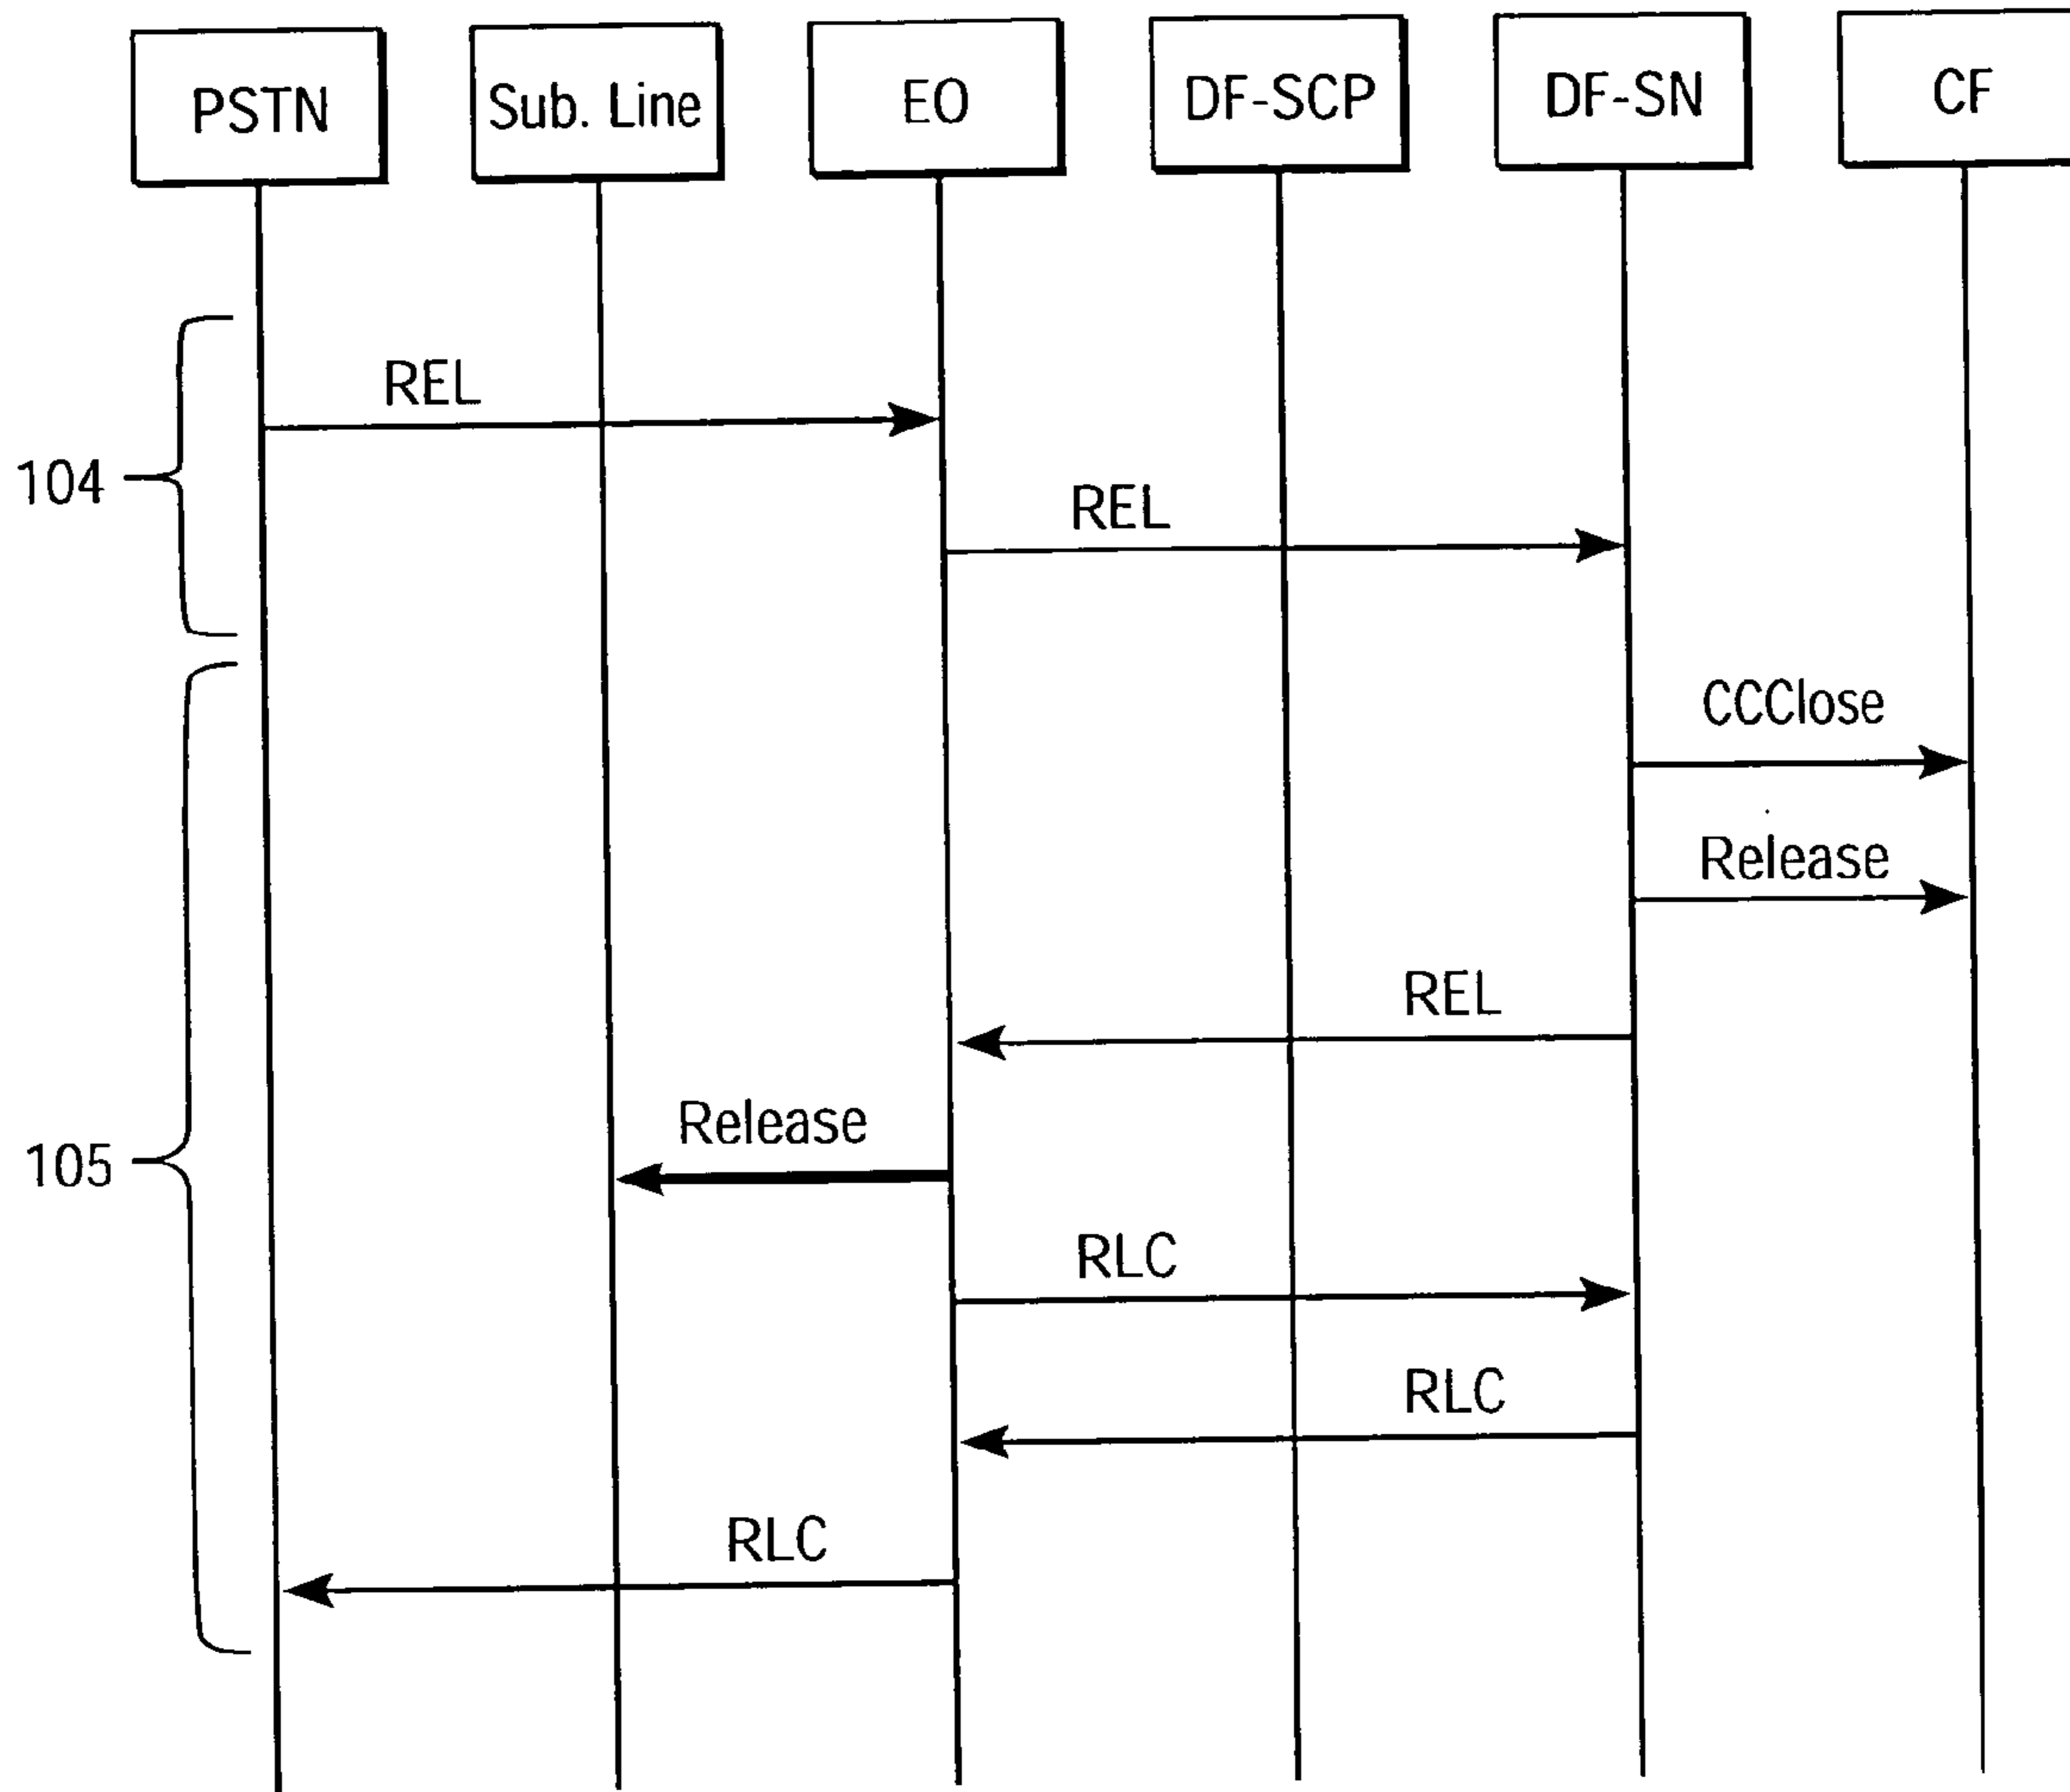 PSTN
Sub. Line
EO
DF-SCP
DF-SN
CF
REL
104
REL
CCClose
Release
REL
Release
105
RLC
RLC
RLC